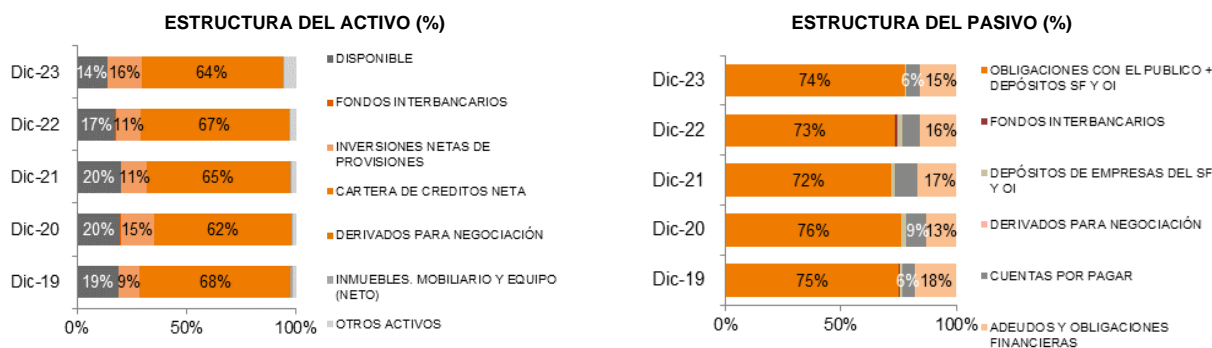 ESTRUCTURA DEL ACTIVO (%)
Dic-23
14%
16%
64%
Dic-22
17%
11%
67%
Dic-21
20%
11%
65%
Dic-20
20%
15%
62%
Dic-19
19%
9%
68%
0%
50%
100%
DISPONIBLE
FONDOS INTERBANCARIOS
INVERSIONES NETAS DE
PROVISIONES
CARTERA DE CREDITOS NETA
DERIVADOS PARA NEGOCIACIÓN
INMUEBLES. MOBILIARIO Y EQUIPO
(NETO)
OTROS ACTIVOS
ESTRUCTURA DEL PASIVO (%)
Dic-23
74%
6%
15%
Dic-22
73%
16%
Dic-21
72%
17%
Dic-20
76%
9%
13%
Dic-19
75%
6%
18%
0%
50%
100%
OBLIGACIONES CON EL PUBLICO +
DEPÓSITOS SF Y OI
FONDOS INTERBANCARIOS
DEPÓSITOS DE EMPRESAS DEL SF
Y OI
DERIVADOS PARA NEGOCIACIÓN
CUENTAS POR PAGAR
ADEUDOS Y OBLIGACIONES
FINANCIERAS